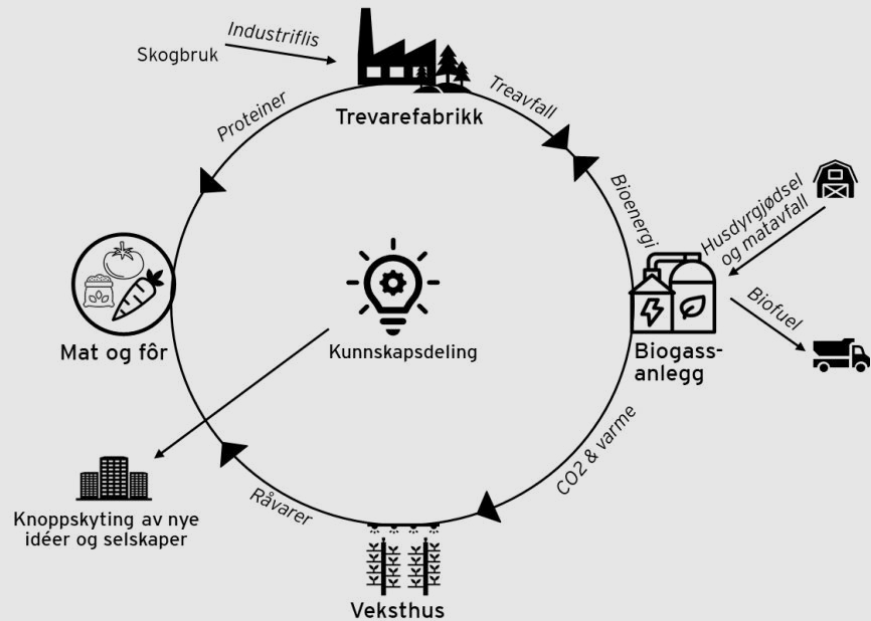 Industriflis
Skogbruk
Trevarefabrikk
Proteiner
Treavfall
Bioenergi
Husdyrgjødsel
og matavfall
Biofuel
Mat og fôr
Kunnskapsdeling
Biogass-
anlegg
CO2 & varme
Råvarer
Knoppskyting av nye
idéer og selskaper
Veksthus